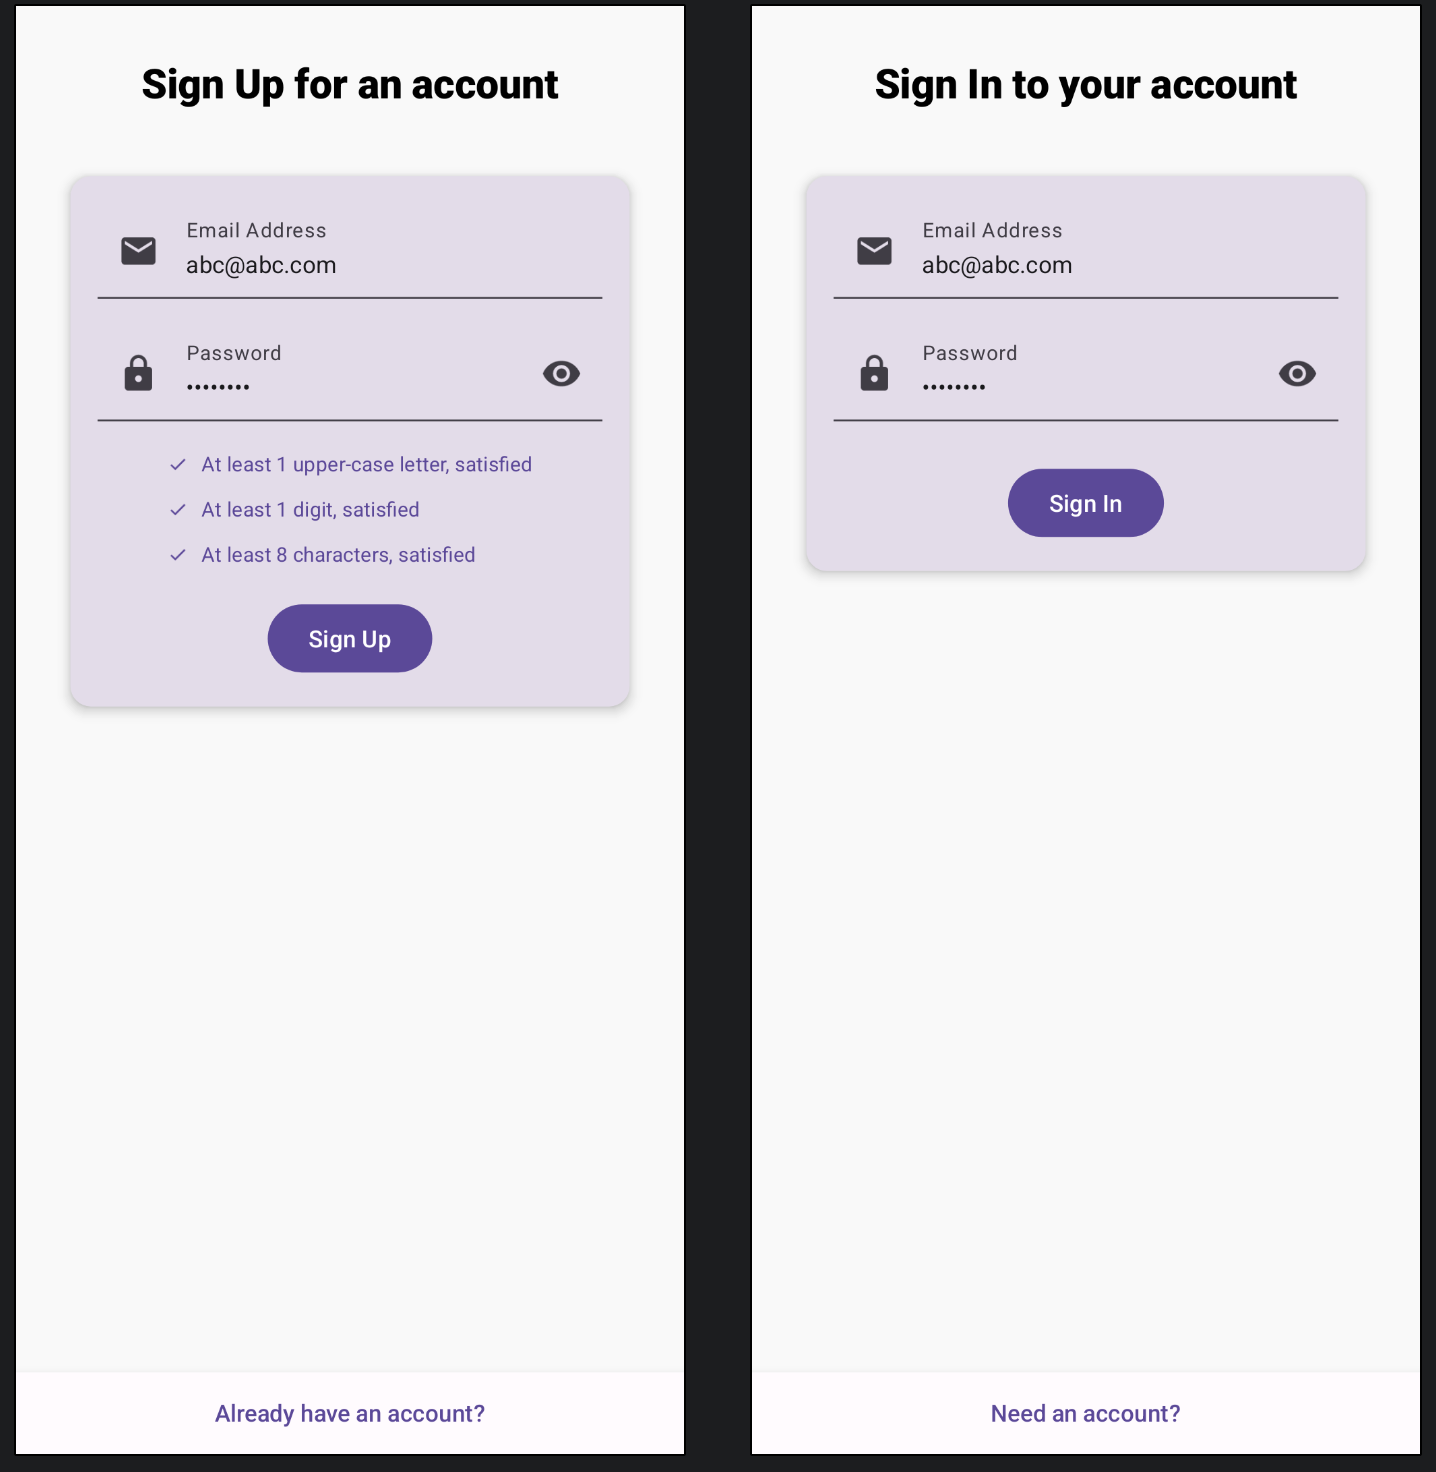 Sign Up for an account
Email Address
abc@abc.com
Password
••••••••
At least 1 upper-case letter, satisfied
At least 1 digit, satisfied
At least 8 characters, satisfied
Sign Up
Already have an account?
Sign In to your account
Email Address
abc@abc.com
Password
••••••••
Sign In
Need an account?